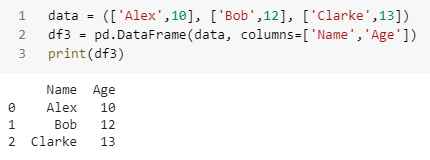 1 data = (['Alex',10], ['Bob',12], ['Clarke',13])
2 df3 = pd.DataFrame(data, columns=['Name','Age'])
3 print(df3)
Name Age
0 Alex 10
1 Bob 12
2 Clarke 13